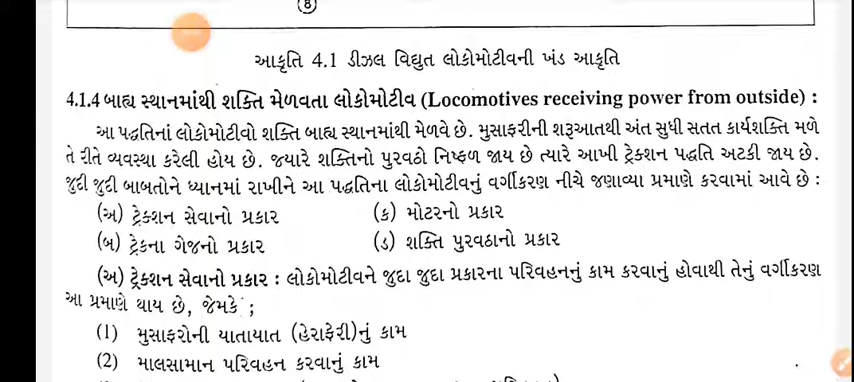 8
આકૃતિ 4.1 ડીઝલ વિદ્યુત લોકોમોટીવની ખંડ આકૃતિ
4.1.4 બાહ્ય સ્થાનમાંથી શક્તિ મેળવતા લોકોમોટીવ (Locomotives receiving power from outside) :
આ પદ્ધતિનાં લોકોમોટીવો શક્તિ બાહ્ય સ્થાનમાંથી મેળવે છે. મુસાફરીની શરૂઆતથી અંત સુધી સતત કાર્યશક્તિ મળે
તે રીતે વ્યવસ્થા કરેલી હોય છે. જ્યારે શક્તિનો પુરવઠો નિષ્ફળ જાય છે ત્યારે આખી ટ્રેક્શન પદ્ધતિ અટકી જાય છે.
જુદી જુદી બાબતોને ધ્યાનમાં રાખીને આ પદ્ધતિના લોકોમોટીવનું વર્ગીકરણ નીચે જણાવ્યા પ્રમાણે કરવામાં આવે છે :
(અ) ટ્રેક્શન સેવાનો પ્રકાર (ક) મોટરનો પ્રકાર
(બ) ટ્રેકના ગેજનો પ્રકાર (ડ) શક્તિ પુરવઠાનો પ્રકાર
(અ) ટ્રેક્શન સેવાનો પ્રકાર : લોકોમોટીવને જુદા જુદા પ્રકારના પરિવહનનું કામ કરવાનું હોવાથી તેનું વર્ગીકરણ
આ પ્રમાણે થાય છે, જેમકે ;
(1) મુસાફરોની યાતાયાત (હેરાફેરી)નું કામ
(2) માલસામાન પરિવહન કરવાનું કામ